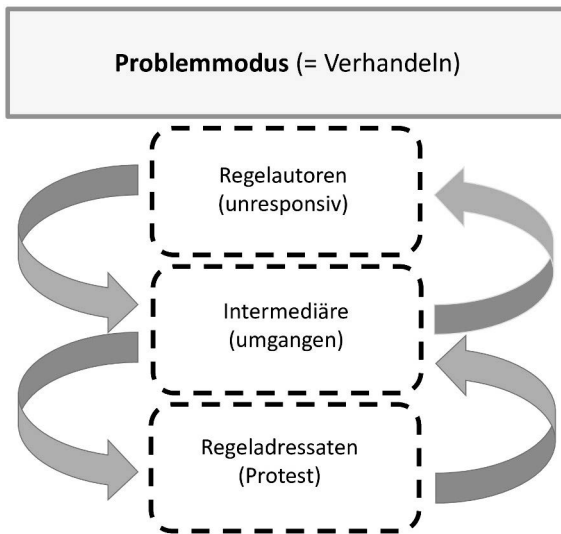 Problemmodus (= Verhandeln)
Regelautoren
(unresponsiv)
Intermediäre
(umgangen)
Regeladressaten
(Protest)